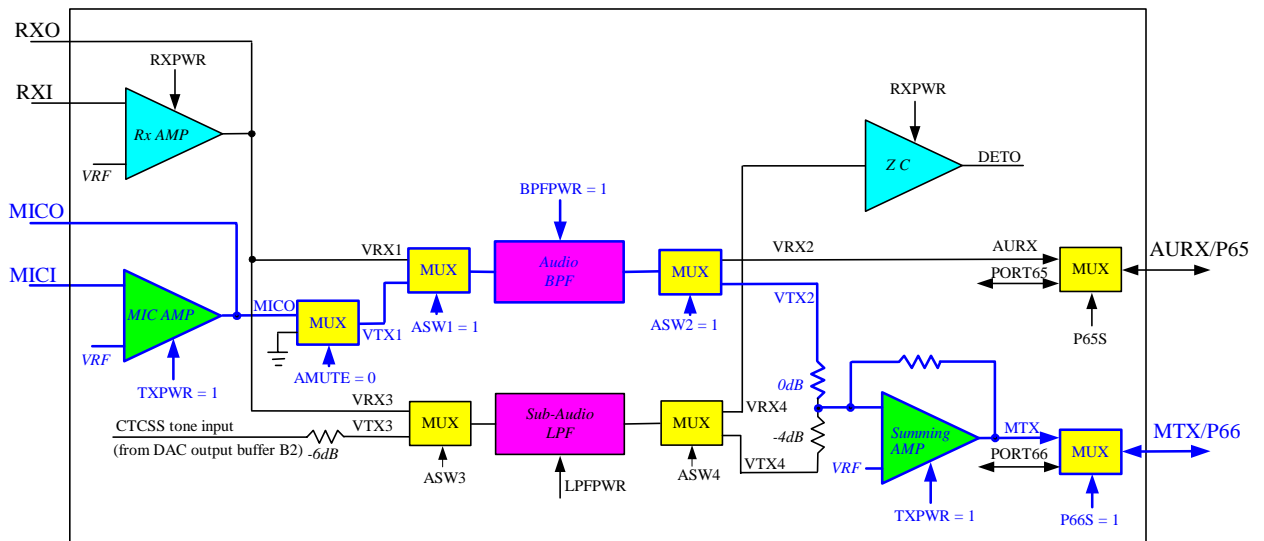 RXO
RXPWR
RXI
Rx AMP
VRF
RXPWR
Z C
DETO
MICO
BPFPWR = 1
VRX1
MUX
Audio
BPF
MUX
VRX2
AURX
AURX/P65
MICI
PORT65
MUX
MIC AMP
MICO
MUX
VTX1
VTX2
ASW1 = 1
ASW2 = 1
P65S
VRF
TXPWR = 1
AMUTE = 0
0dB
VRX3
Sub-Audio
LPF
VRX4
CTCSS tone input
VTX3
MUX
MUX
-4dB
Summing
AMP
MTX
MTX/P66
(from DAC output buffer B2)
-6dB
VTX4
VRF
PORT66
MUX
ASW3
ASW4
LPFPWR
TXPWR = 1
P66S = 1